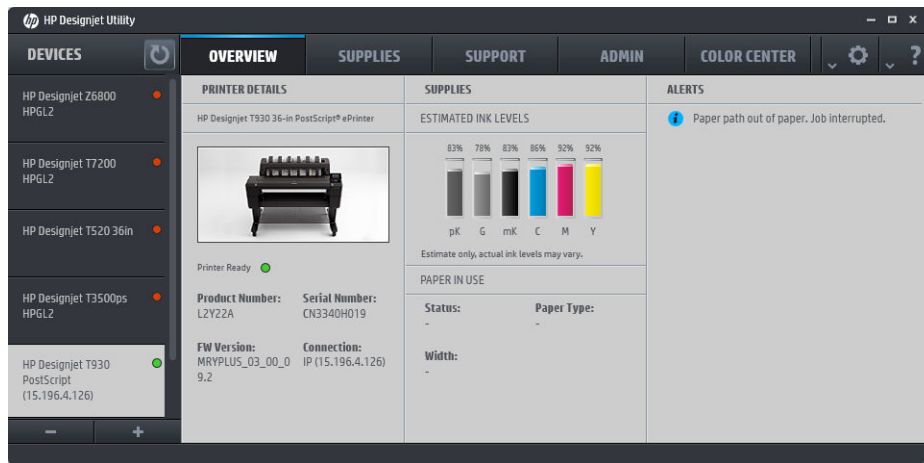 hp HP Designjet Utility
DEVICES
OVERVIEW
SUPPLIES
SUPPORT
ADMIN
COLOR CENTER
?
HP Designjet Z6800
HPGL2
HP Designjet T7200
HPGL2
HP Designjet T520 36in
HP Designjet T3500ps
HPGL2
HP Designjet T930
PostScript
(15.196.4.126)
PRINTER DETAILS
HP Designjet T930 36-in PostScript® ePrinter
Printer Ready
Product Number:
L2Y22A
Serial Number:
CN3340H019
FW Version:
MRYPLUS_03_00_0
9.2
Connection:
IP (15.196.4.126)
SUPPLIES
ESTIMATED INK LEVELS
83% 78% 83% 86% 92% 92%
pK G mK C M Y
Estimate only, actual ink levels may vary.
PAPER IN USE
Status:
-
Paper Type:
-
Width:
-
ALERTS
i Paper path out of paper. Job interrupted.